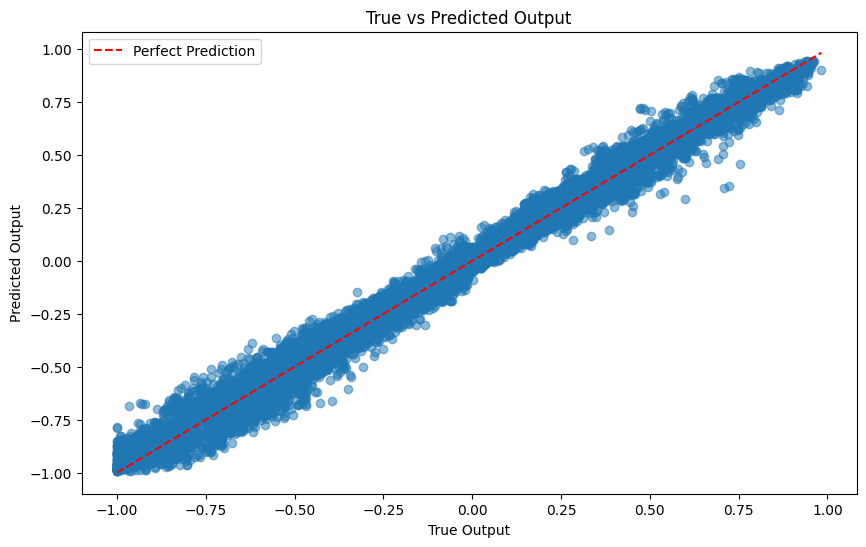 True vs Predicted Output
Perfect Prediction
1.00
0.75
0.50
0.25
0.00
−0.25
−0.50
−0.75
−1.00
Predicted Output
−1.00 −0.75 −0.50 −0.25 0.00 0.25 0.50 0.75 1.00
True Output